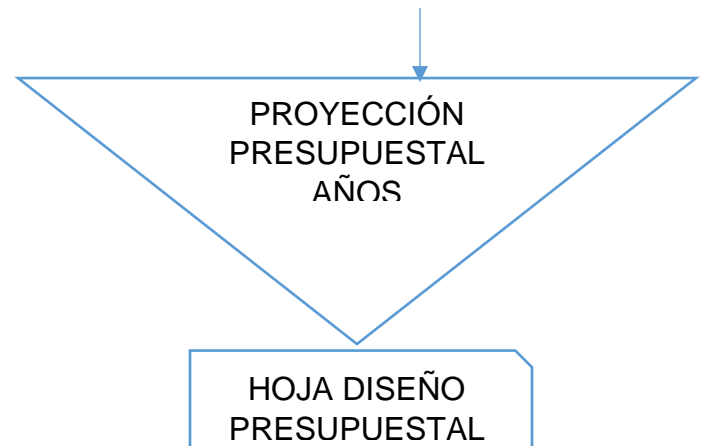 PROYECCIÓN
PRESUPUESTAL
AÑOS
HOJA DISEÑO
PRESUPUESTAL